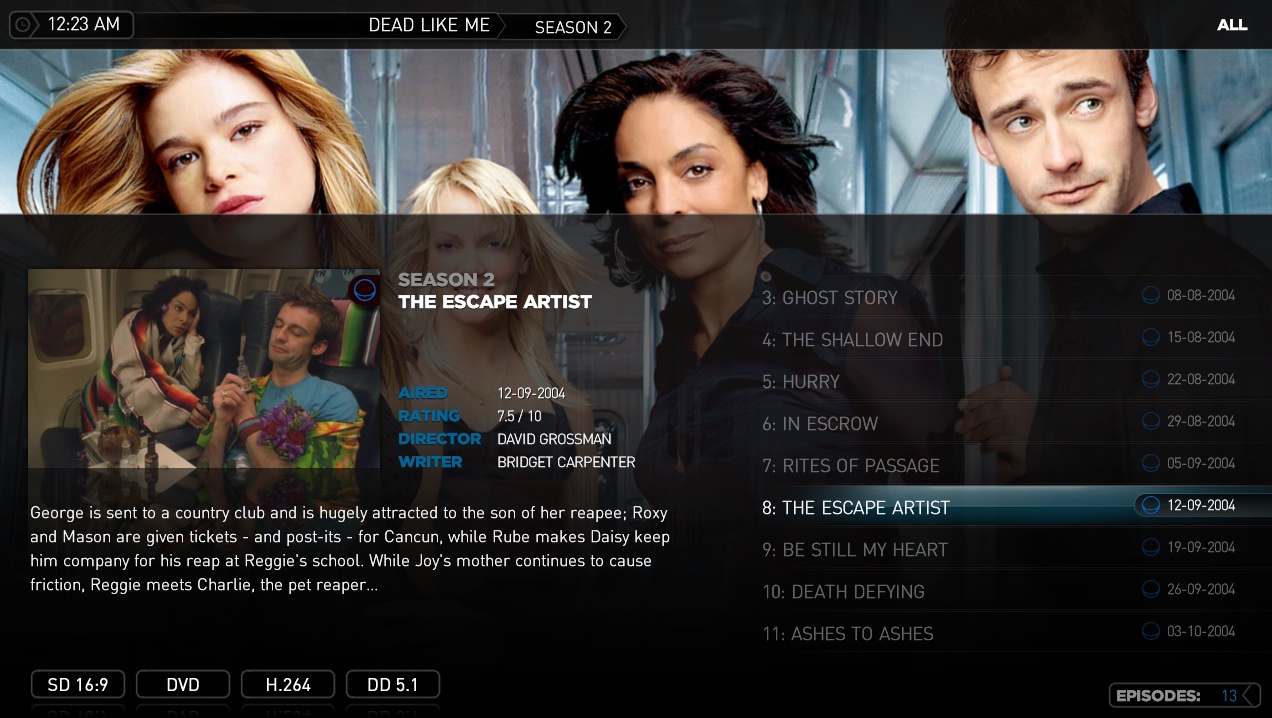 12:23 AM
DEAD LIKE ME
SEASON 2
ALL
SEASON 2
THE ESCAPE ARTIST
AIRED 12-09-2004
RATING 7.5 / 10
DIRECTOR DAVID GROSSMAN
WRITER BRIDGET CARPENTER
George is sent to a country club and is hugely attracted to the son of her reapee; Roxy
and Mason are given tickets - and post-its - for Cancun, while Rube makes Daisy keep
him company for his reap at Reggie's school. While Joy's mother continues to cause
friction, Reggie meets Charlie, the pet reaper...
3: GHOST STORY 08-08-2004
4: THE SHALLOW END 15-08-2004
5: HURRY 22-08-2004
6: IN ESCROW 29-08-2004
7: RITES OF PASSAGE 05-09-2004
8: THE ESCAPE ARTIST 12-09-2004
9: BE STILL MY HEART 19-09-2004
10: DEATH DEFYING 26-09-2004
11: ASHES TO ASHES 03-10-2004
SD 16:9 DVD H.264 DD 5.1
EPISODES: 13